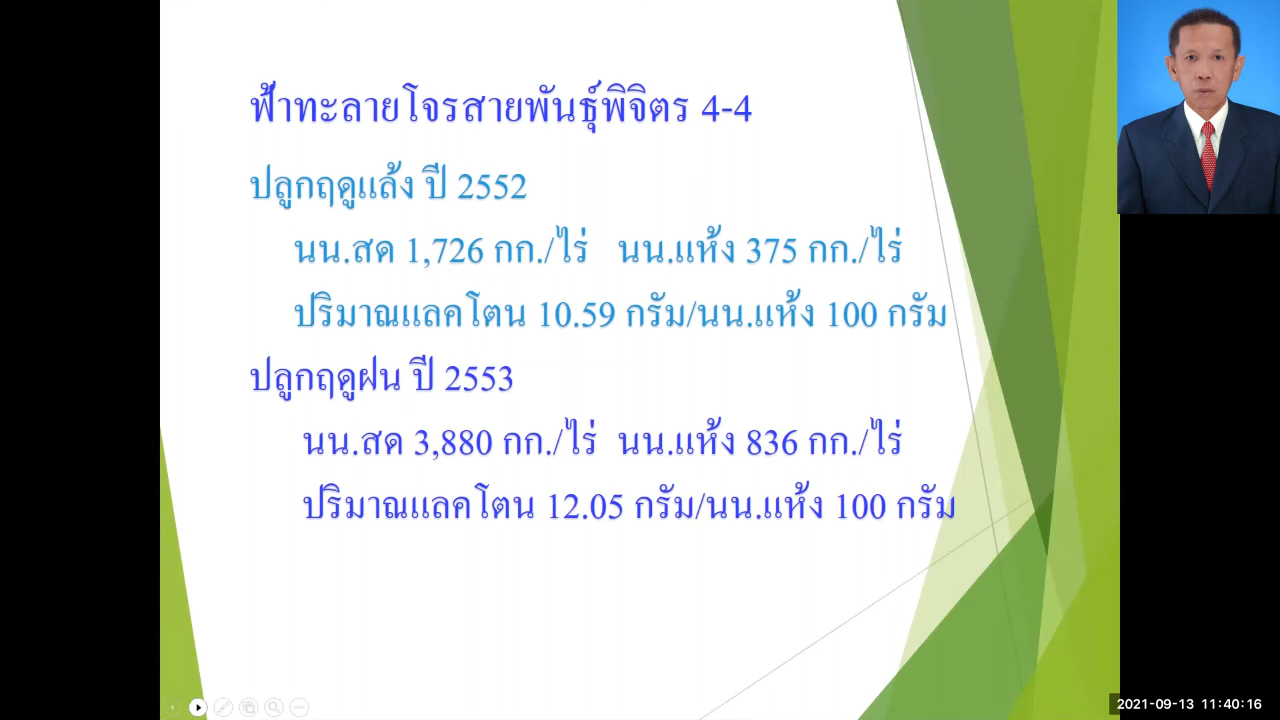 ฟ้าทะลายโจรสายพันธุ์พิจิตร 4-4
ปลูกฤดูแล้ง ปี 2552
นน.สด 1,726 กก./ไร่ นน.แห้ง 375 กก./ไร่
ปริมาณแลคโตน 10.59 กรัม/นน.แห้ง 100 กรัม
ปลูกฤดูฝน ปี 2553
นน.สด 3,880 กก./ไร่ นน.แห้ง 836 กก./ไร่
ปริมาณแลคโตน 12.05 กรัม/นน.แห้ง 100 กรัม
2021-09-13 11:40:16